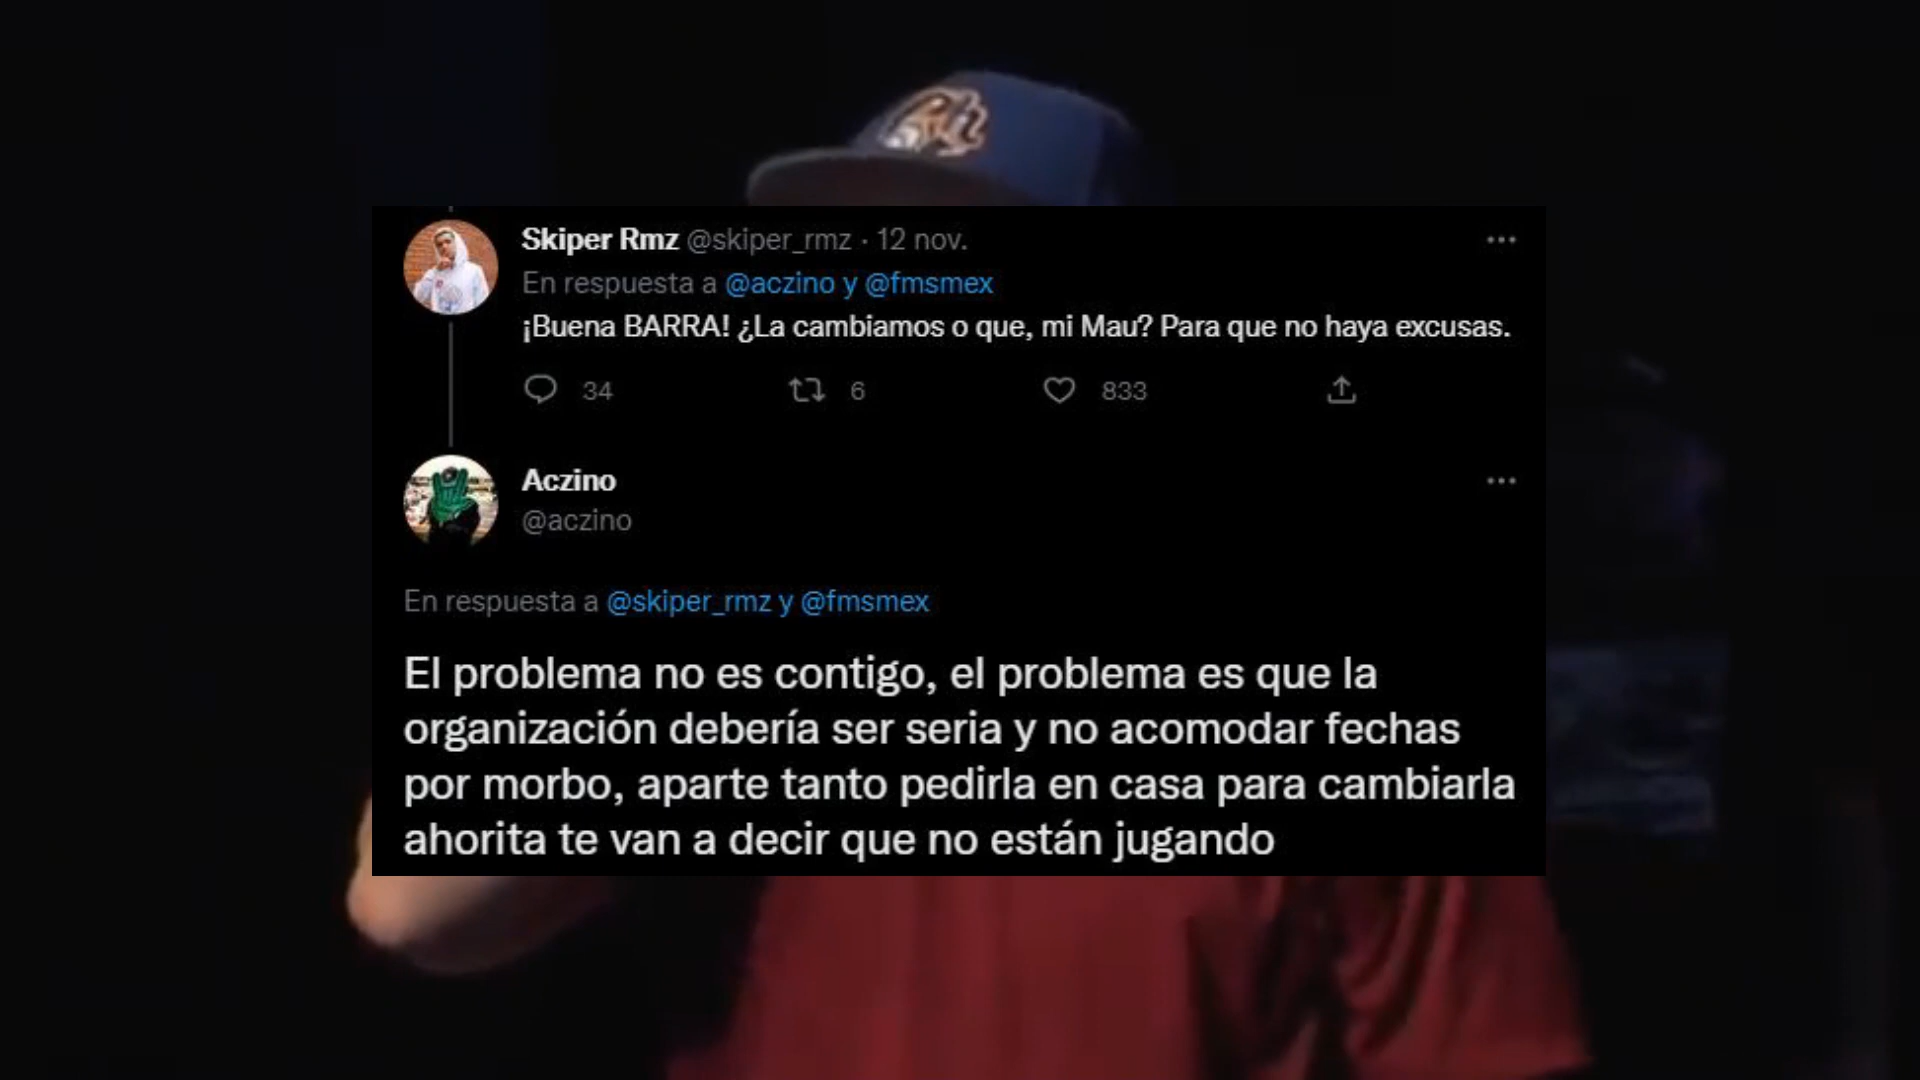 Skiper Rmz @skiper_rmz · 12 nov.
En respuesta a @aczino y @fmsmex
¡Buena BARRA! ¿La cambiamos o que, mi Mau? Para que no haya excusas.
34 6 833
Aczino
@aczino
En respuesta a @skiper_rmz y @fmsmex
El problema no es contigo, el problema es que la
organización debería ser seria y no acomodar fechas
por morbo, aparte tanto pedirla en casa para cambiarla
ahorita te van a decir que no están jugando